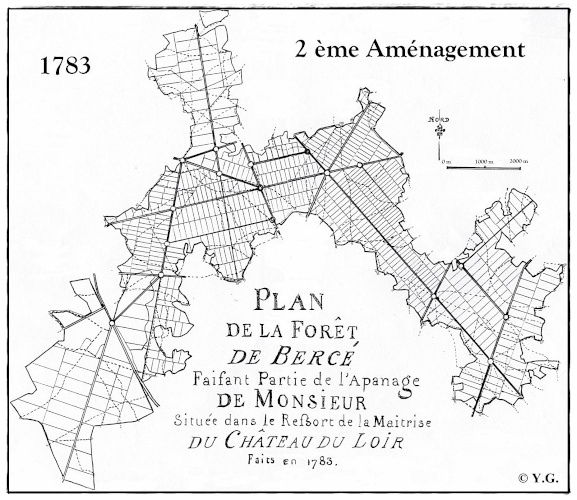 2 ème Aménagement
1783
NORD
0 m 1000 m 2000 m
PLAN
DE LA FORÊT
DE BERCÉ
Faifant Partie de l'Apanage
DE MONSIEUR
Située dans le Reßort de la Maitrise
DU CHÂTEAU DU LOIR
Faits en 1783.
© Y.G.